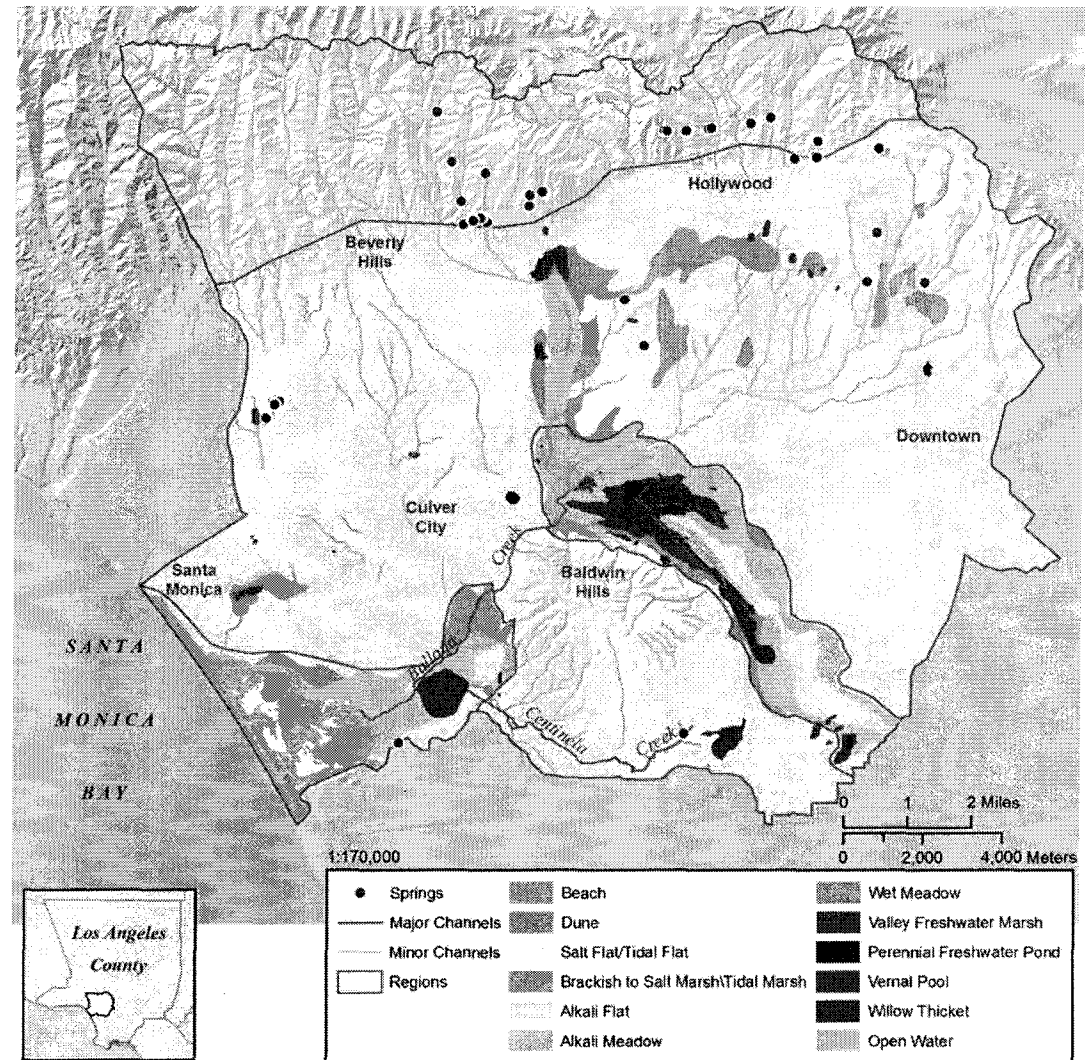 Hollywood
Beverly
Hills
Downtown
Culver
City
Creek
Baldwin
Hills
Santa
Monica
SANTA
Ballona
MONICA
Centinela
Creek
BAY
0 1 2 Miles
0 2,000 4,000 Meters
1:170,000
Los Angeles
County
Springs
Major Channels
Minor Channels
Regions
Beach
Dune
Salt Flat/Tidal Flat
Brackish to Salt Marsh\Tidal Marsh
Alkali Flat
Alkali Meadow
Wet Meadow
Valley Freshwater Marsh
Perennial Freshwater Pond
Vernal Pool
Willow Thicket
Open Water